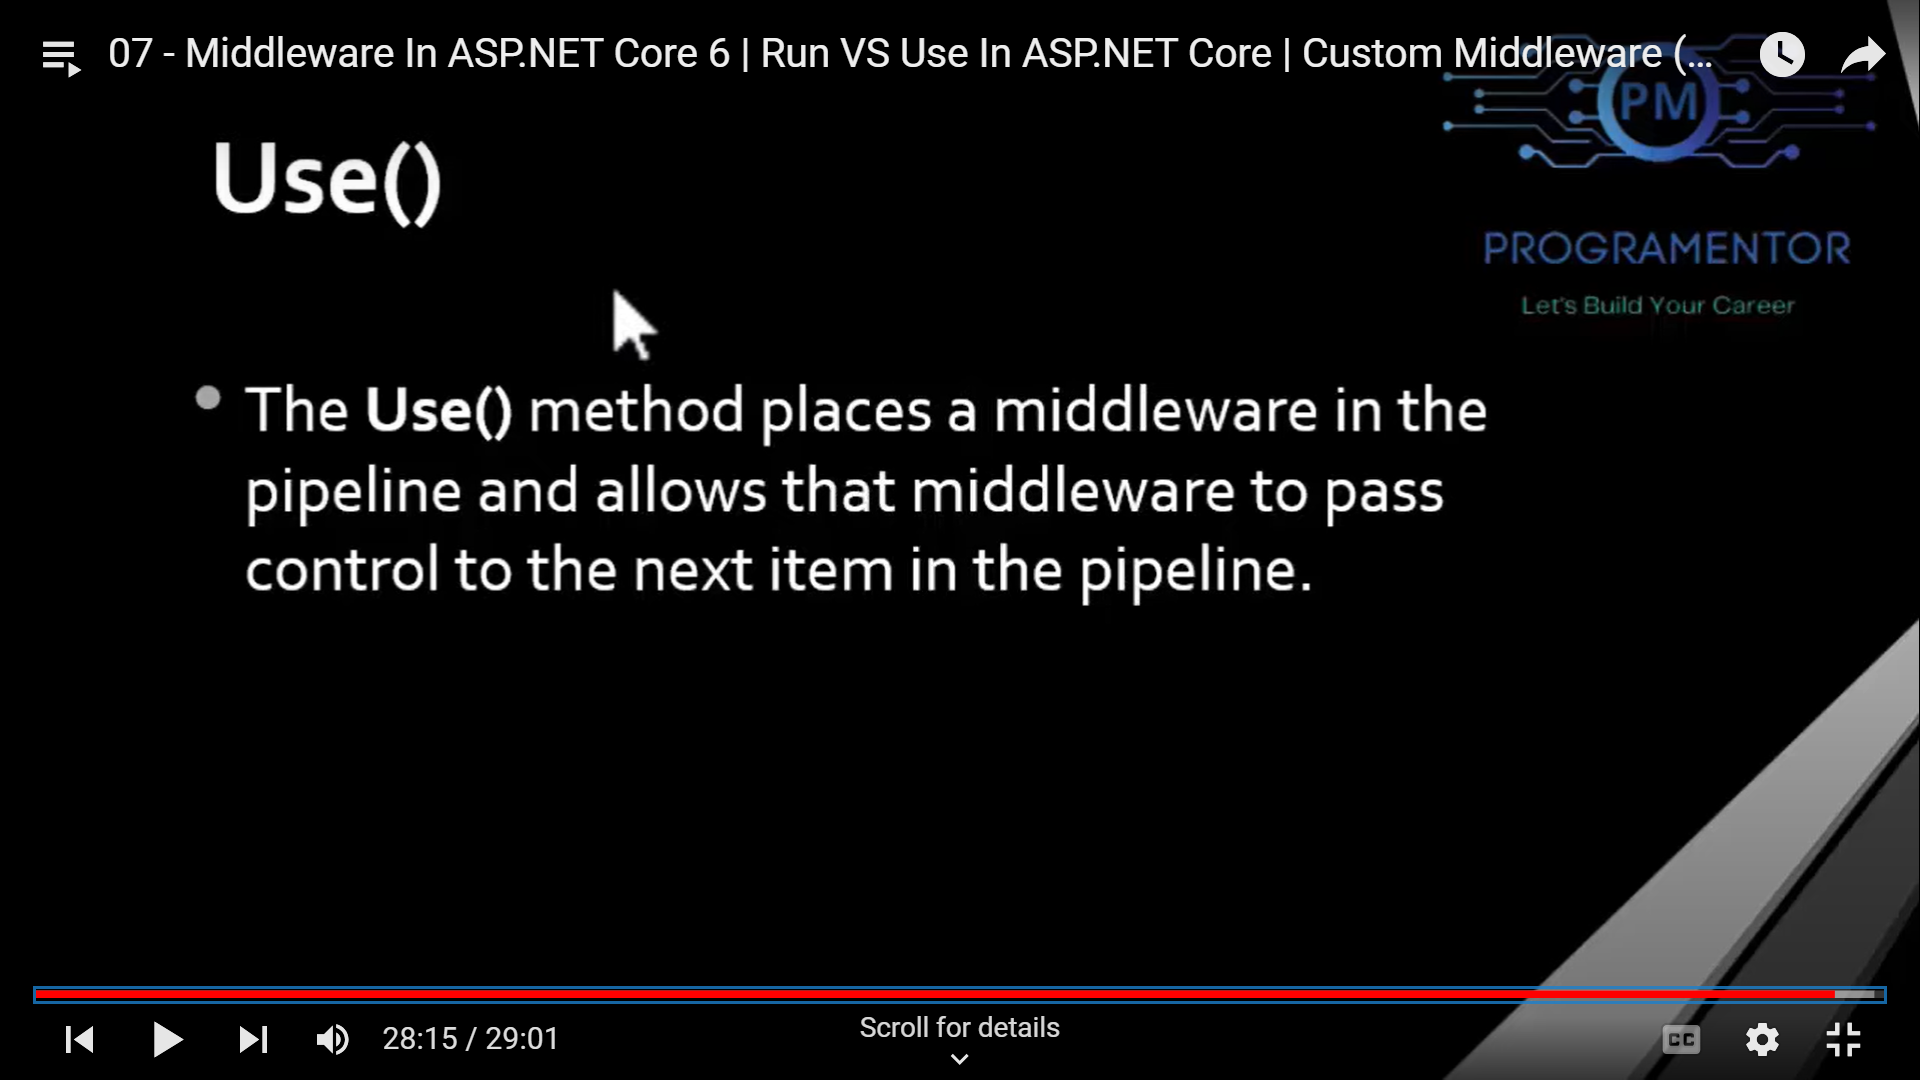 07 - Middleware In ASP.NET Core 6 | Run VS Use In ASP.NET Core | Custom Middleware (...
PM
PROGRAMENTOR
Let's Build Your Career
Use()
The Use() method places a middleware in the
pipeline and allows that middleware to pass
control to the next item in the pipeline.
28:15 / 29:01
Scroll for details
CC